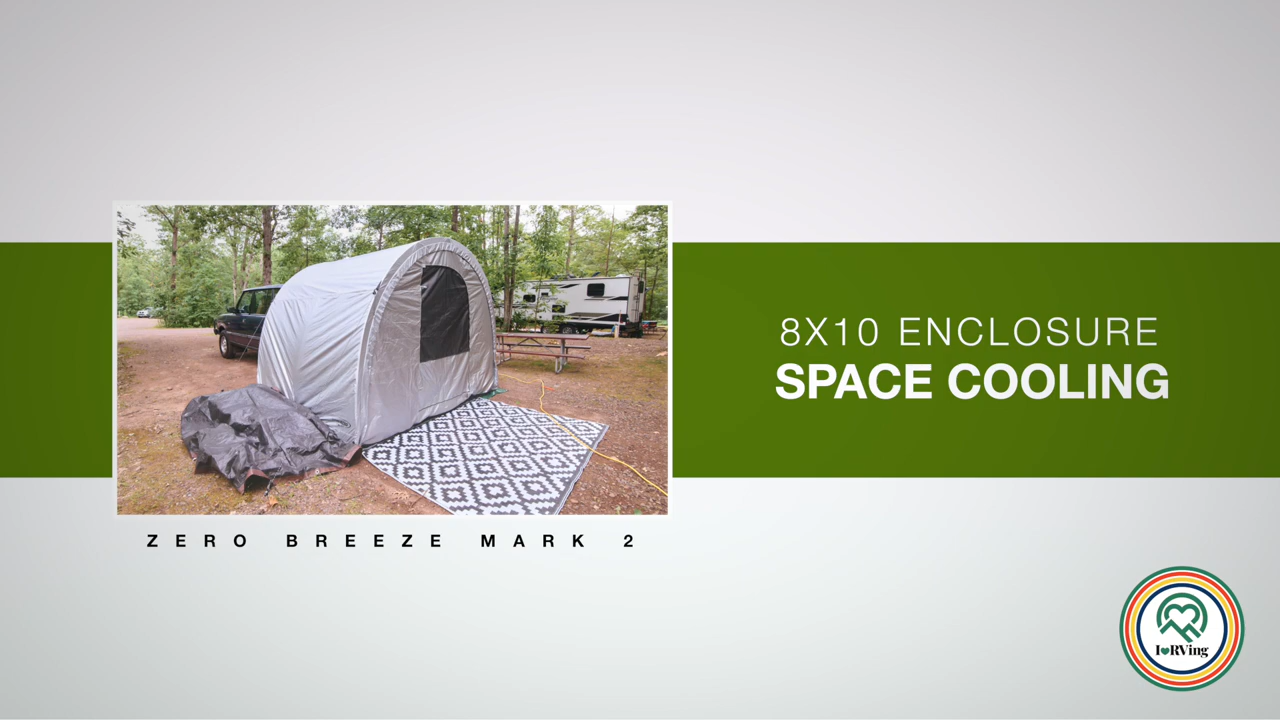 8X10 ENCLOSURE
SPACE COOLING
ZERO BREEZE MARK 2
I RVing